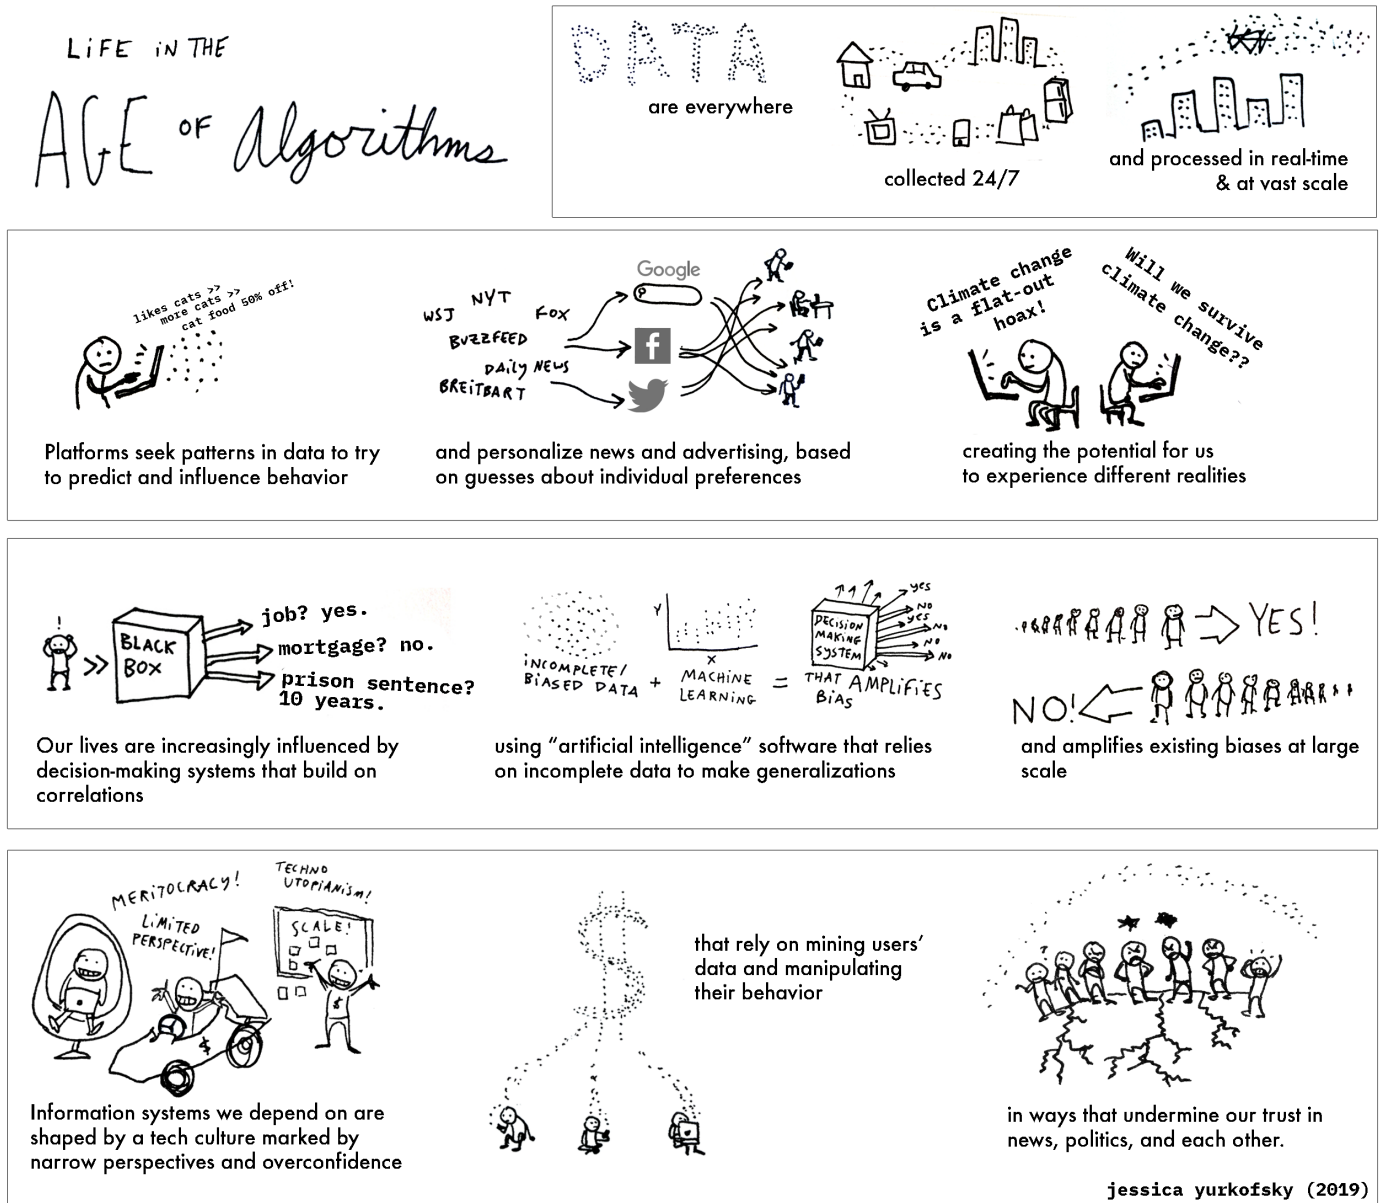 LiFE iN THE
AGE OF Algorithms
DATA
are everywhere
collected 24/7
and processed in real-time
& at vast scale
likes cats >>
more cats >>
cat food 50% off!
Platforms seek patterns in data to try
to predict and influence behavior
WSJ
NYT
FOX
BUZZFEED
DAiLy NEWS
BREiTBART
Google
f
and personalize news and advertising, based
on guesses about individual preferences
Climate change
is a flat-out
hoax!
Will we survive
climate change??
creating the potential for us
to experience different realities
!
BLACK
BOX
job? yes.
mortgage? no.
prison sentence?
10 years.
Our lives are increasingly influenced by
decision-making systems that build on
correlations
iNCOMPLETE/
BiASED DATA
+
Y
X
MACHiNE
LEARNiNG
=
DECiSiON
MAKiNG
SYSTEM
yes
NO
yes
NO
NO
NO
THAT AMPLiFiES
BiAS
using “artificial intelligence” software that relies
on incomplete data to make generalizations
YES!
NO!
and amplifies existing biases at large
scale
MERiTOCRACy!
LiMiTED
PERSPECTiVE!
$
TECHNO
UTOPiANiSM!
SCALE!
$
Information systems we depend on are
shaped by a tech culture marked by
narrow perspectives and overconfidence
$
that rely on mining users’
data and manipulating
their behavior
?
in ways that undermine our trust in
news, politics, and each other.
jessica yurkofsky (2019)